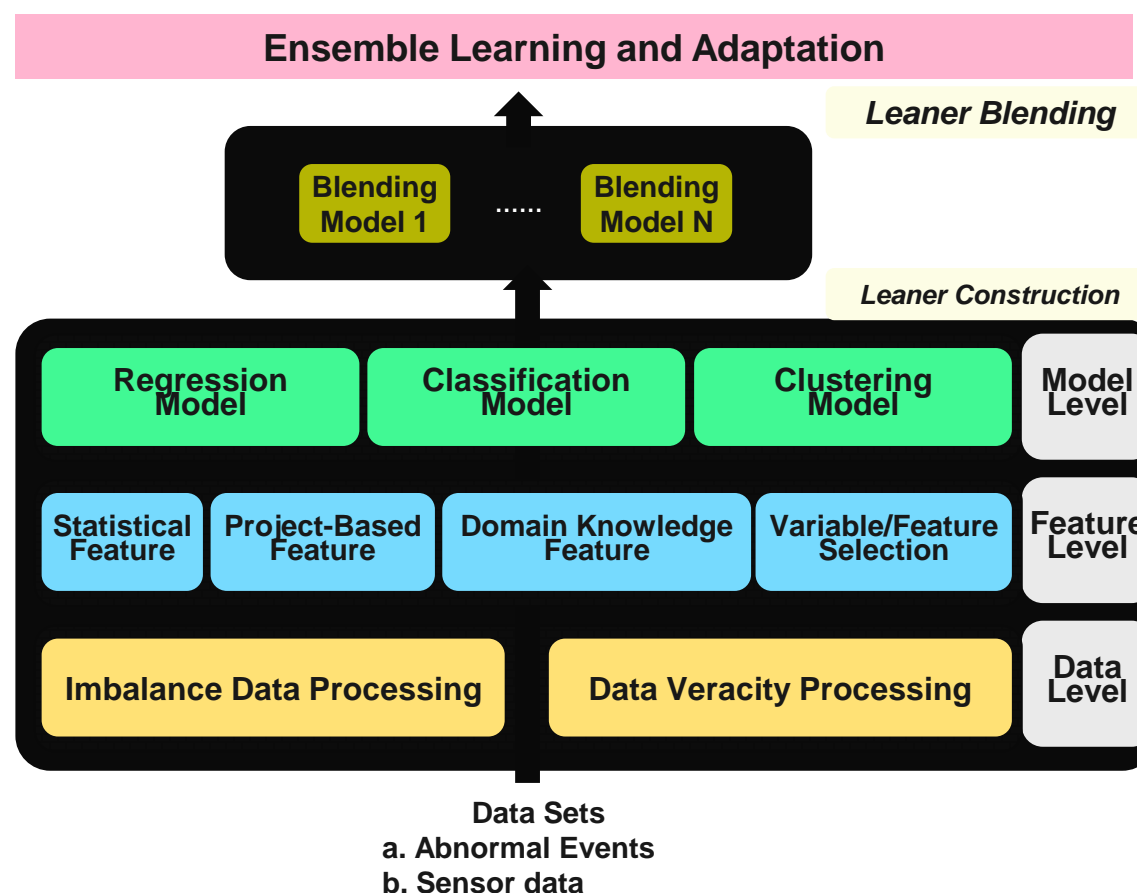 Ensemble Learning and Adaptation
Leaner Blending
Blending
Model 1
......
Blending
Model N
Leaner Construction
Regression
Model
Classification
Model
Clustering
Model
Model
Level
Statistical
Feature
Project-Based
Feature
Domain Knowledge
Feature
Variable/Feature
Selection
Feature
Level
Imbalance Data Processing
Data Veracity Processing
Data
Level
Data Sets
a. Abnormal Events
b. Sensor data